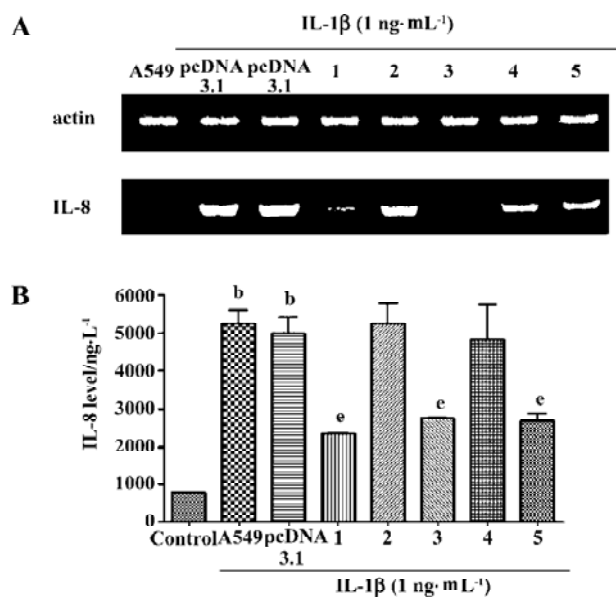 A
IL-1β (1 ng·mL⁻¹)
A549 pcDNA 3.1 pcDNA 3.1 1 2 3 4 5
actin
IL-8
B
6000
5000
4000
3000
2000
1000
0
IL-8 level/ng·L⁻¹
b b e e e
Control A549 pcDNA 3.1 1 2 3 4 5
IL-1β (1 ng·mL⁻¹)